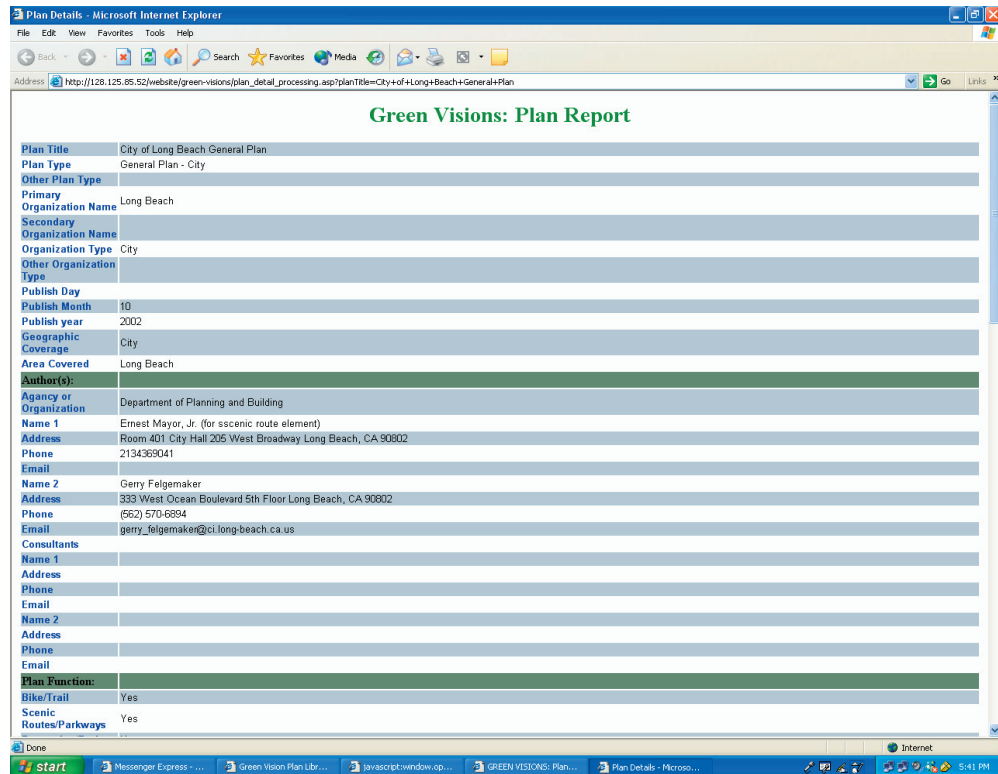 Plan Details - Microsoft Internet Explorer
File Edit View Favorites Tools Help
Back Search Favorites Media
Address http://128.125.85.52/website/green-visions/plan_detail_processing.asp?planTitle=City+of+Long+Beach+General+Plan Go Links »
Green Visions: Plan Report
Plan Title City of Long Beach General Plan
Plan Type General Plan - City
Other Plan Type
Primary
Organization Name Long Beach
Secondary
Organization Name
Organization Type City
Other Organization
Type
Publish Day
Publish Month 10
Publish year 2002
Geographic
Coverage City
Area Covered Long Beach
Author(s):
Agancy or
Organization Department of Planning and Building
Name 1 Ernest Mayor, Jr. (for sscenic route element)
Address Room 401 City Hall 205 West Broadway Long Beach, CA 90802
Phone 2134369041
Email
Name 2 Gerry Felgemaker
Address 333 West Ocean Boulevard 5th Floor Long Beach, CA 90802
Phone (562) 570-6894
Email gerry_felgemaker@ci.long-beach.ca.us
Consultants
Name 1
Address
Phone
Email
Name 2
Address
Phone
Email
Plan Function:
Bike/Trail Yes
Scenic
Routes/Parkways Yes
Done Internet
start Messenger Express - ... Green Vision Plan Libr... javascript:window.op... GREEN VISIONS: Plan... Plan Details - Microso... 5:41 PM